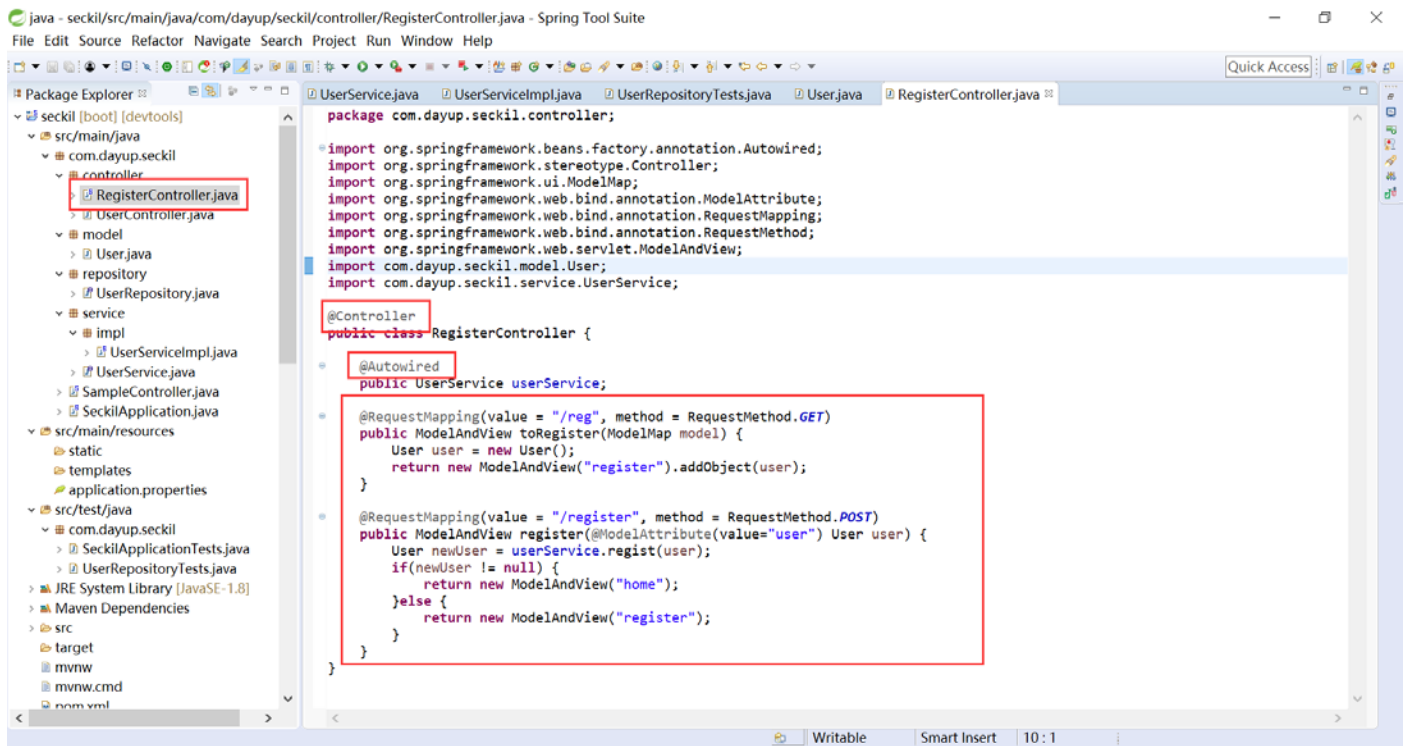 java - seckil/src/main/java/com/dayup/seckil/controller/RegisterController.java - Spring Tool Suite
File Edit Source Refactor Navigate Search Project Run Window Help
Quick Access
Package Explorer
seckil [boot] [devtools]
src/main/java
com.dayup.seckil
controller
RegisterController.java
UserController.java
model
User.java
repository
UserRepository.java
service
impl
UserServiceImpl.java
UserService.java
SampleController.java
SeckilApplication.java
src/main/resources
static
templates
application.properties
src/test/java
com.dayup.seckil
SeckilApplicationTests.java
UserRepositoryTests.java
JRE System Library [JavaSE-1.8]
Maven Dependencies
src
target
mvnw
mvnw.cmd
pom.xml
UserService.java UserServiceImpl.java UserRepositoryTests.java User.java RegisterController.java
package com.dayup.seckil.controller;
import org.springframework.beans.factory.annotation.Autowired;
import org.springframework.stereotype.Controller;
import org.springframework.ui.ModelMap;
import org.springframework.web.bind.annotation.ModelAttribute;
import org.springframework.web.bind.annotation.RequestMapping;
import org.springframework.web.bind.annotation.RequestMethod;
import org.springframework.web.servlet.ModelAndView;
import com.dayup.seckil.model.User;
import com.dayup.seckil.service.UserService;
@Controller
public class RegisterController {
@Autowired
public UserService userService;
@RequestMapping(value = "/reg", method = RequestMethod.GET)
public ModelAndView toRegister(ModelMap model) {
User user = new User();
return new ModelAndView("register").addObject(user);
}
@RequestMapping(value = "/register", method = RequestMethod.POST)
public ModelAndView register(@ModelAttribute(value="user") User user) {
User newUser = userService.regist(user);
if(newUser != null) {
return new ModelAndView("home");
}else {
return new ModelAndView("register");
}
}
}
Writable Smart Insert 10 : 1